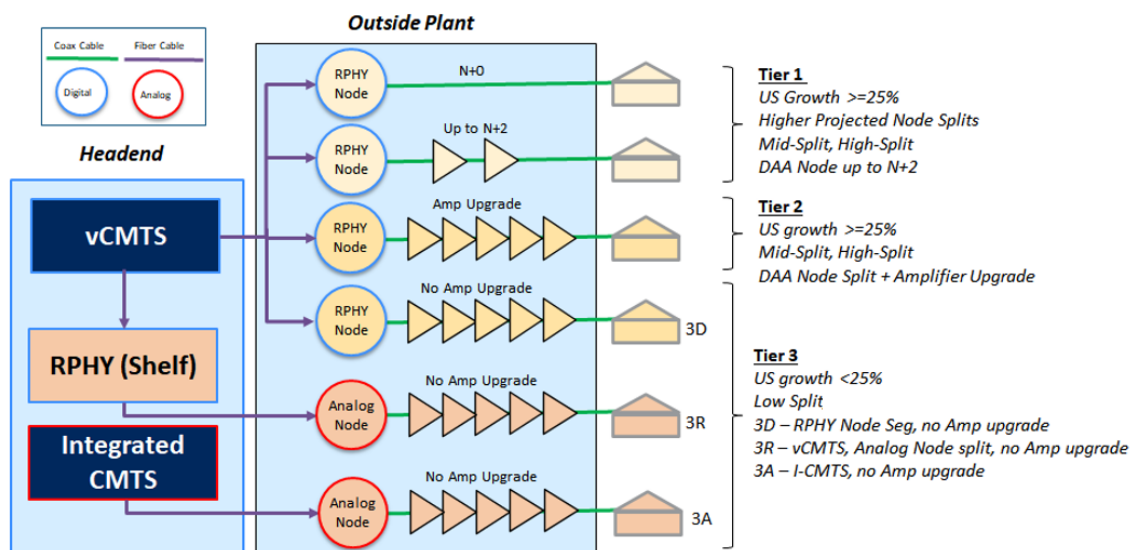 Outside Plant
Coax Cable
Fiber Cable
Digital
Analog
Headend
vCMTS
RPHY (Shelf)
Integrated
CMTS
RPHY
Node
N+0
RPHY
Node
Up to N+2
RPHY
Node
Amp Upgrade
RPHY
Node
No Amp Upgrade
3D
Analog
Node
No Amp Upgrade
3R
Analog
Node
No Amp Upgrade
3A
Tier 1
US Growth >=25%
Higher Projected Node Splits
Mid-Split, High-Split
DAA Node up to N+2
Tier 2
US growth >=25%
Mid-Split, High-Split
DAA Node Split + Amplifier Upgrade
Tier 3
US growth <25%
Low Split
3D – RPHY Node Seg, no Amp upgrade
3R – vCMTS, Analog Node split, no Amp upgrade
3A – I-CMTS, no Amp upgrade